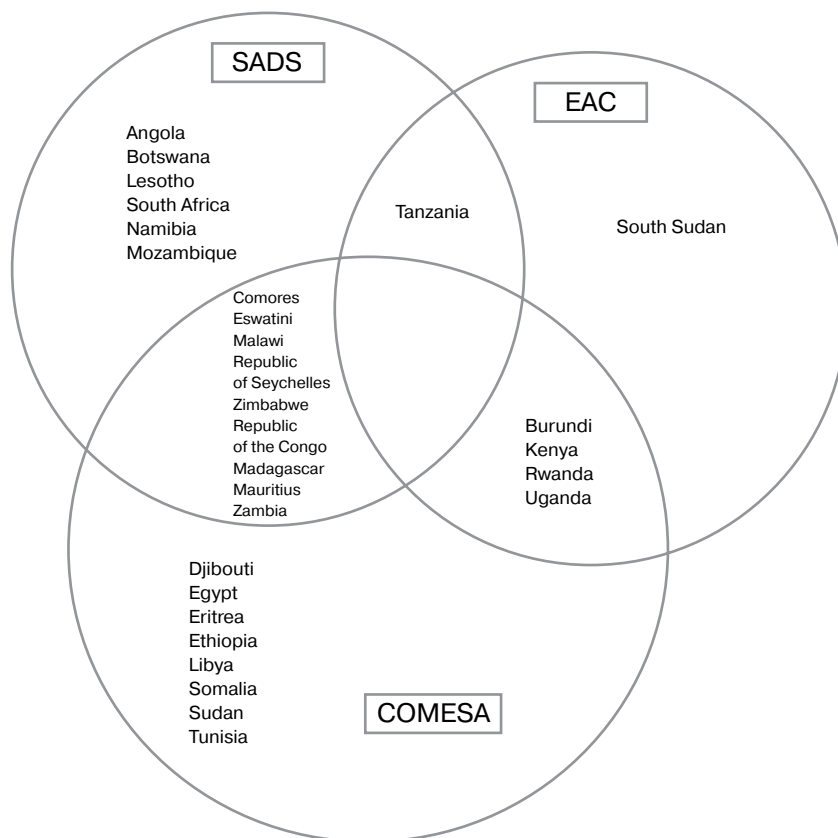 SADS
EAC
Angola
Botswana
Lesotho
South Africa
Namibia
Mozambique
Tanzania
South Sudan
Comores
Eswatini
Malawi
Republic
of Seychelles
Zimbabwe
Republic
of the Congo
Madagascar
Mauritius
Zambia
Burundi
Kenya
Rwanda
Uganda
Djibouti
Egypt
Eritrea
Ethiopia
Libya
Somalia
Sudan
Tunisia
COMESA